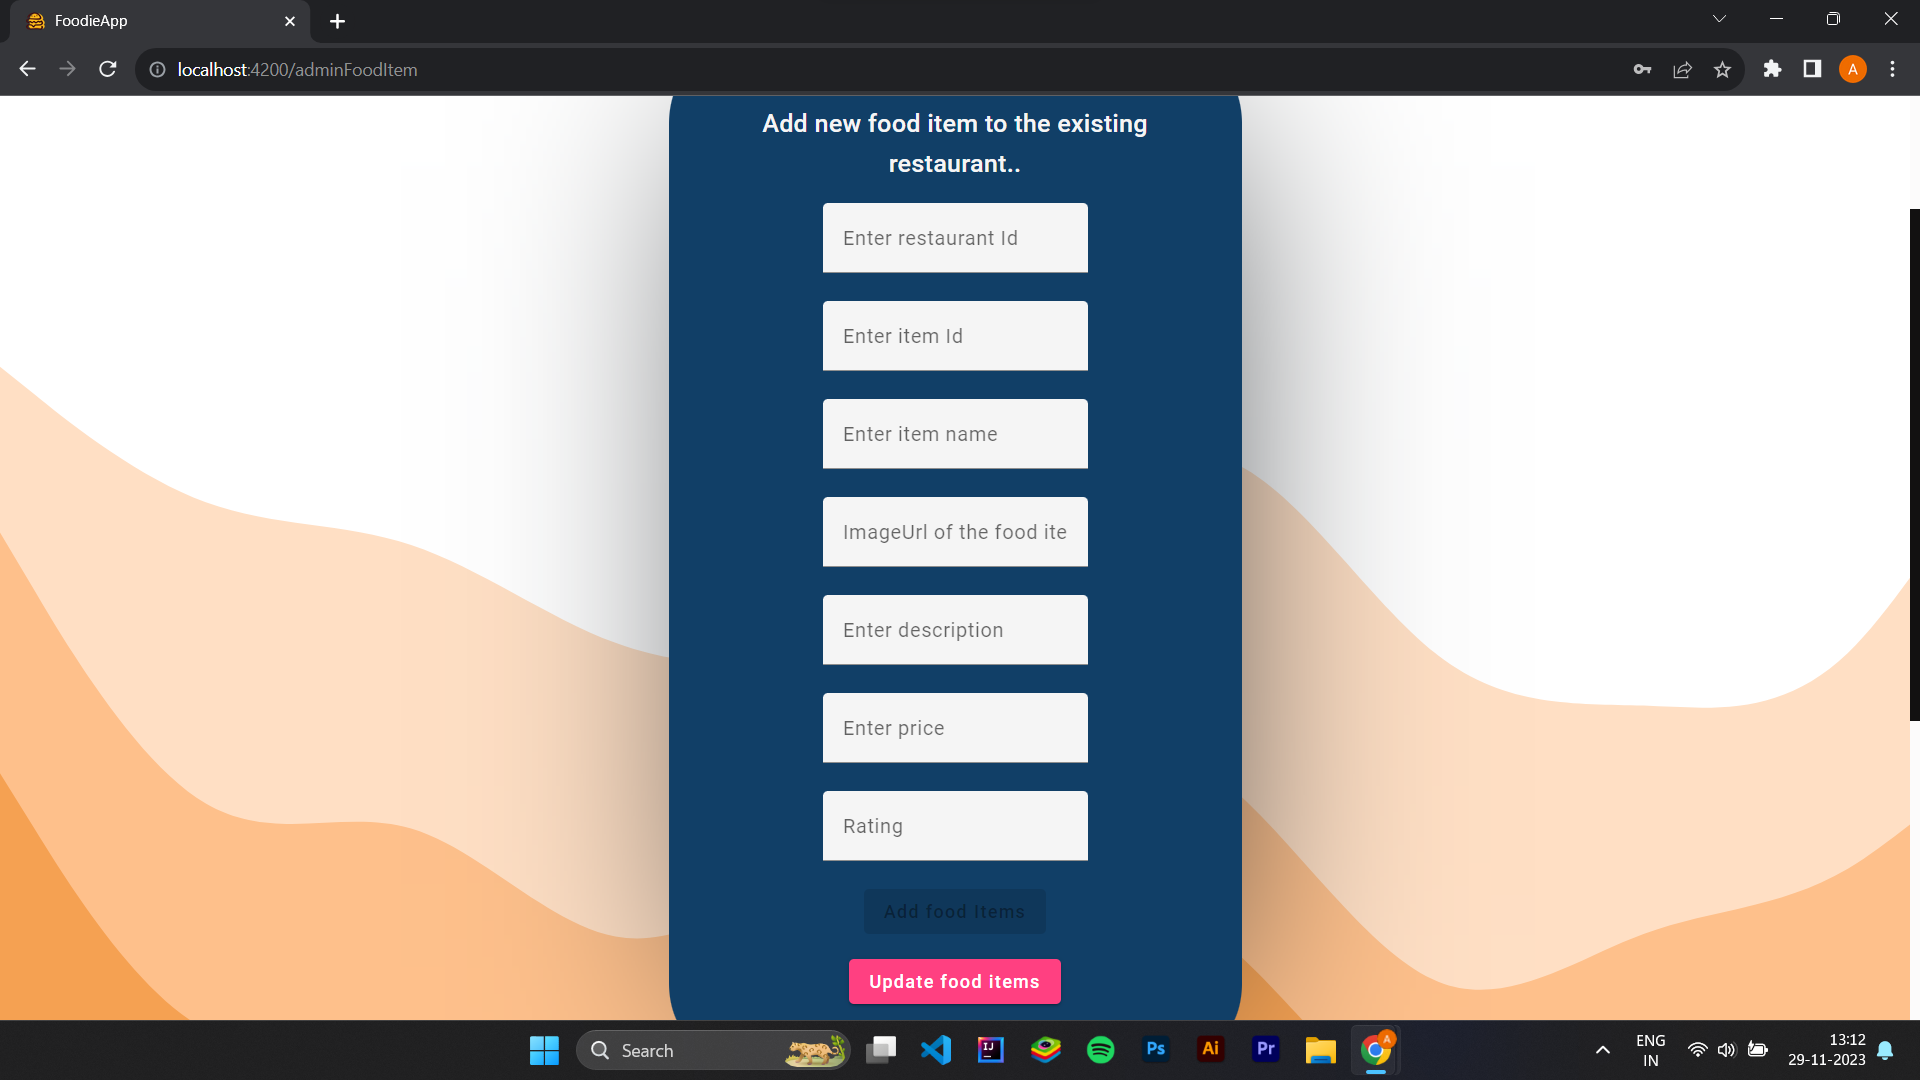 FoodieApp
localhost:4200/adminFoodItem
A
Add new food item to the existing
restaurant..
Enter restaurant Id
Enter item Id
Enter item name
ImageUrl of the food ite
Enter description
Enter price
Rating
Add food Items
Update food items
Search
IJ
Ps
Ai
Pr
A
ENG
IN
13:12
29-11-2023